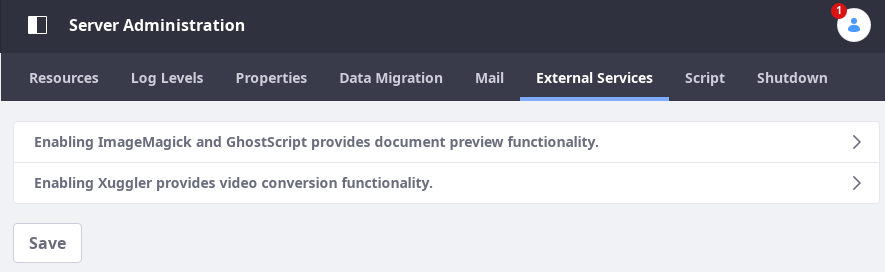 Server Administration
1
Resources Log Levels Properties Data Migration Mail External Services Script Shutdown
Enabling ImageMagick and GhostScript provides document preview functionality.
Enabling Xuggler provides video conversion functionality.
Save